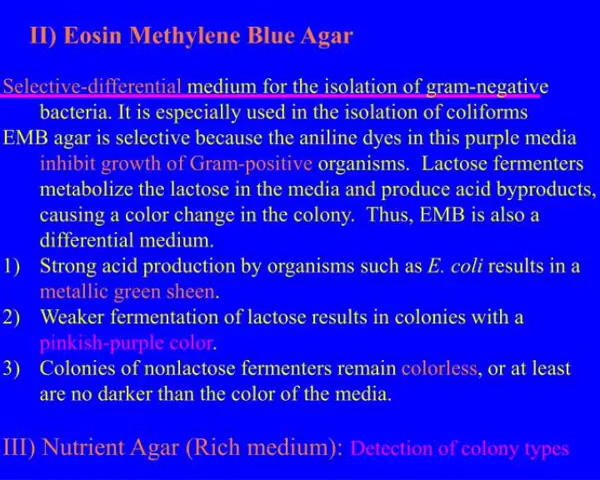 II) Eosin Methylene Blue Agar
Selective-differential medium for the isolation of gram-negative
bacteria. It is especially used in the isolation of coliforms
EMB agar is selective because the aniline dyes in this purple media
inhibit growth of Gram-positive organisms. Lactose fermenters
metabolize the lactose in the media and produce acid byproducts,
causing a color change in the colony. Thus, EMB is also a
differential medium.
1) Strong acid production by organisms such as E. coli results in a
metallic green sheen.
2) Weaker fermentation of lactose results in colonies with a
pinkish-purple color.
3) Colonies of nonlactose fermenters remain colorless, or at least
are no darker than the color of the media.
III) Nutrient Agar (Rich medium): Detection of colony types